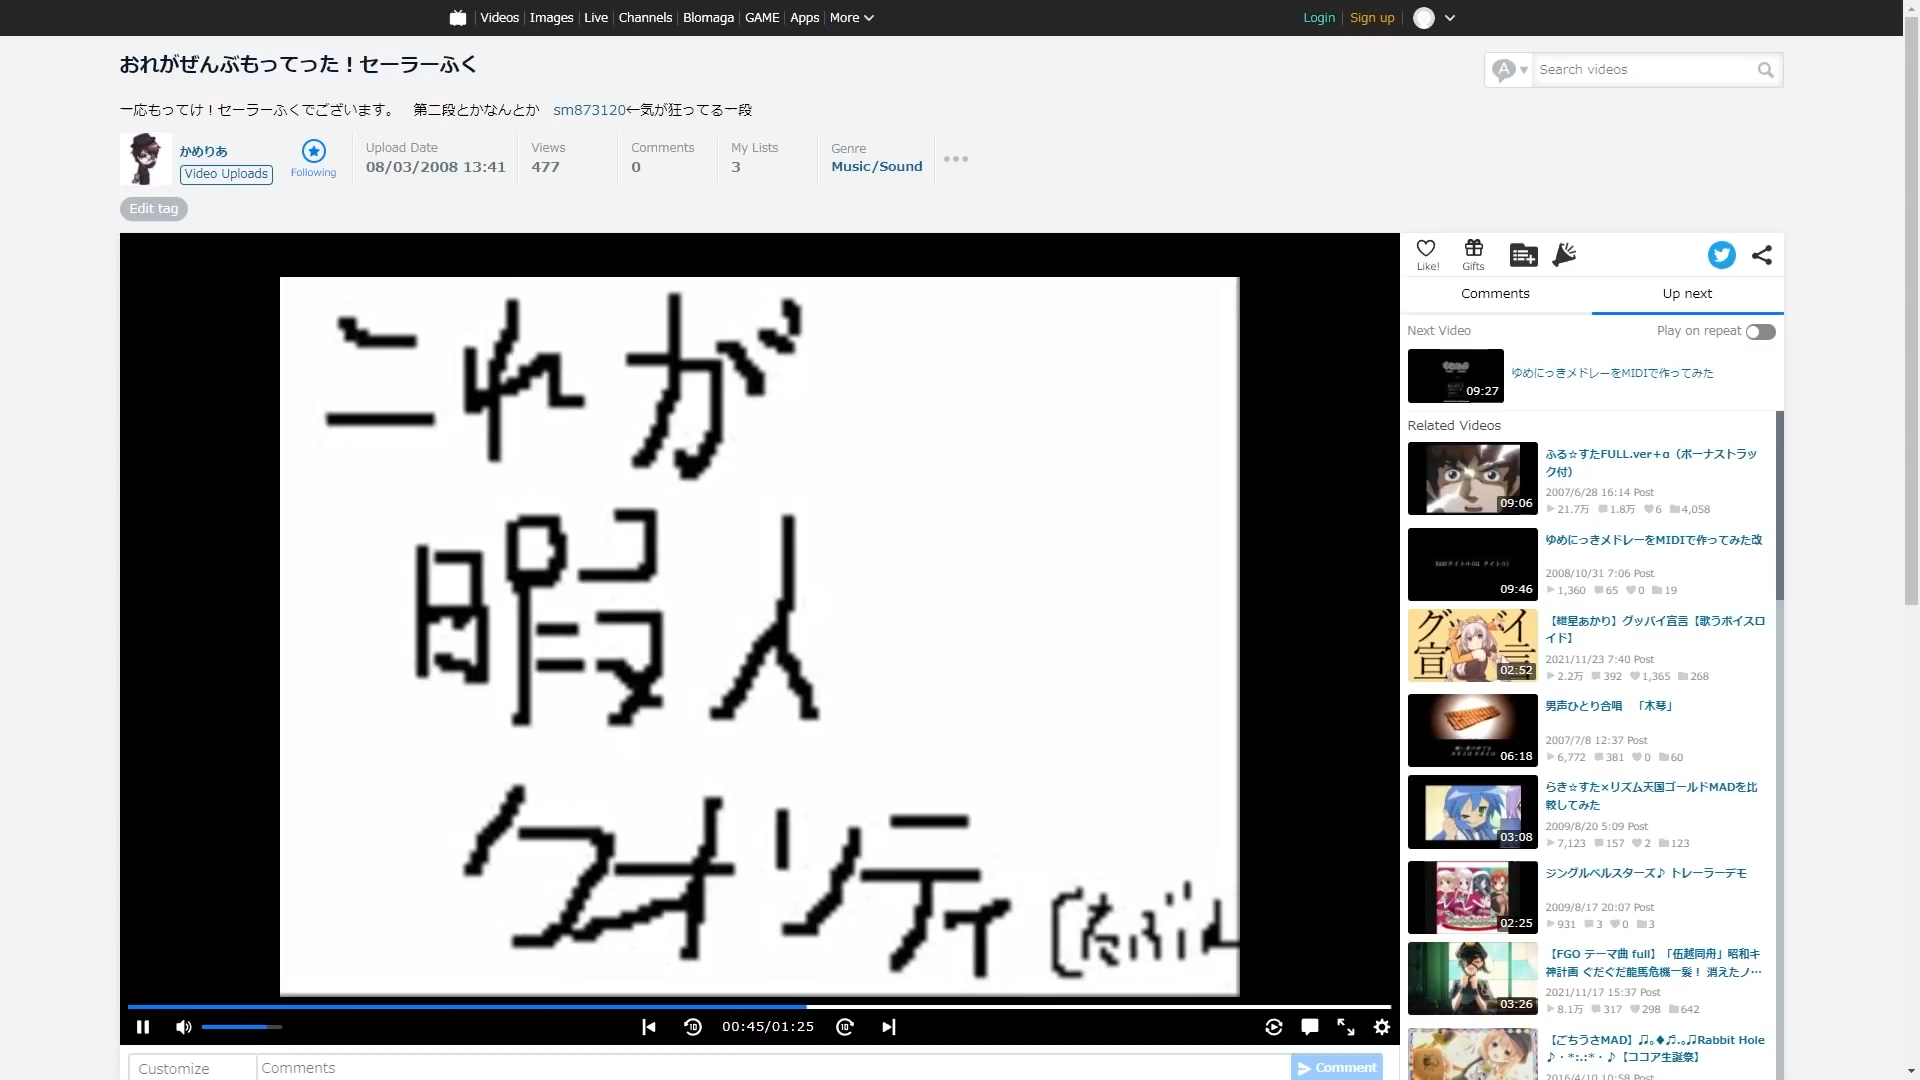 Videos Images Live Channels Blomaga GAME Apps More
Login Sign up
おれがぜんぶもってった！セーラーふく
Search videos
一応もってけ！セーラーふくでございます。　第二段とかなんとか　sm873120←気が狂ってる一段
かめりあ
Video Uploads
Following
Upload Date
08/03/2008 13:41
Views
477
Comments
0
My Lists
3
Genre
Music/Sound
Edit tag
これが
暇人
クオリティ
Like!
Gifts
Comments
Up next
Next Video
Play on repeat
09:27
ゆめにっきメドレーをMIDIで作ってみた
Related Videos
09:06
ふる☆すたFULL.ver+α（ボーナストラック付）
2007/6/28 16:14 Post
21.7万 1.8万 6 4,058
09:46
ゆめにっきメドレーをMIDIで作ってみた改
2008/10/31 7:06 Post
1,360 65 0 19
グッバイ宣言
02:52
【紲星あかり】グッバイ宣言【歌うボイスロイド】
2021/11/23 7:40 Post
2.2万 392 1,365 268
06:18
男声ひとり合唱　「木琴」
2007/7/8 12:37 Post
6,772 381 0 60
03:08
らき☆すた×リズム天国ゴールドMADを比較してみた
2009/8/20 5:09 Post
7,123 157 2 123
02:25
ジングルベルスターズ♪ トレーラーデモ
2009/8/17 20:07 Post
931 3 0 3
03:26
【FGO テーマ曲 full】「伍越同舟」昭和キ
神計画 ぐだぐだ龍馬危機一髪！ 消えたノ…
2021/11/17 15:37 Post
8.1万 317 298 642
【ごちうさMAD】♫｡♦♬.｡♫Rabbit Hole
♪・*:.:*・♪【ココア生誕祭】
2016/4/10 10:58 Post
00:45/01:25
Customize
Comments
Comment